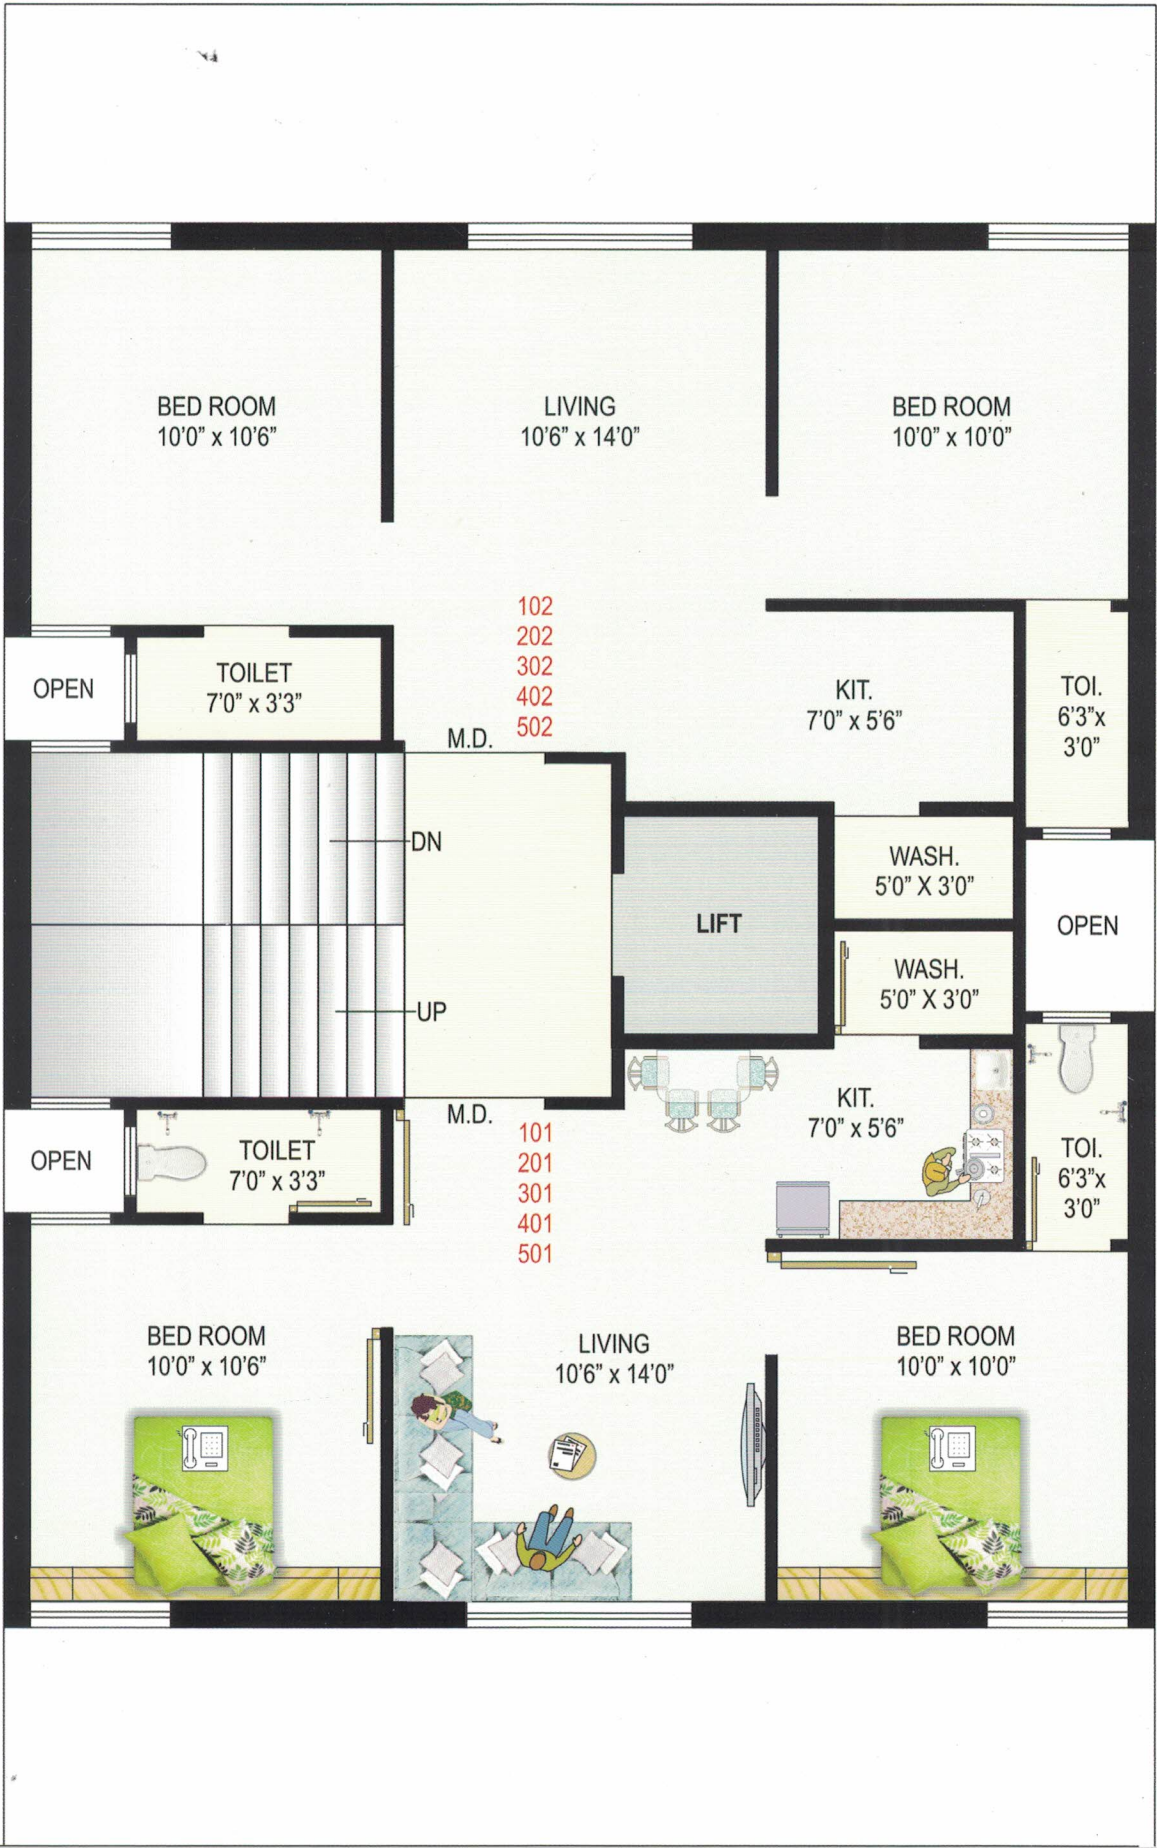 BED ROOM
10'0" x 10'6"
LIVING
10'6" x 14'0"
BED ROOM
10'0" x 10'0"
102
202
302
402
502
OPEN
TOILET
7'0" x 3'3"
M.D.
KIT.
7'0" x 5'6"
TOI.
6'3"x
3'0"
DN
UP
LIFT
WASH.
5'0" X 3'0"
WASH.
5'0" X 3'0"
OPEN
OPEN
TOILET
7'0" x 3'3"
M.D.
101
201
301
401
501
KIT.
7'0" x 5'6"
TOI.
6'3"x
3'0"
BED ROOM
10'0" x 10'6"
LIVING
10'6" x 14'0"
BED ROOM
10'0" x 10'0"